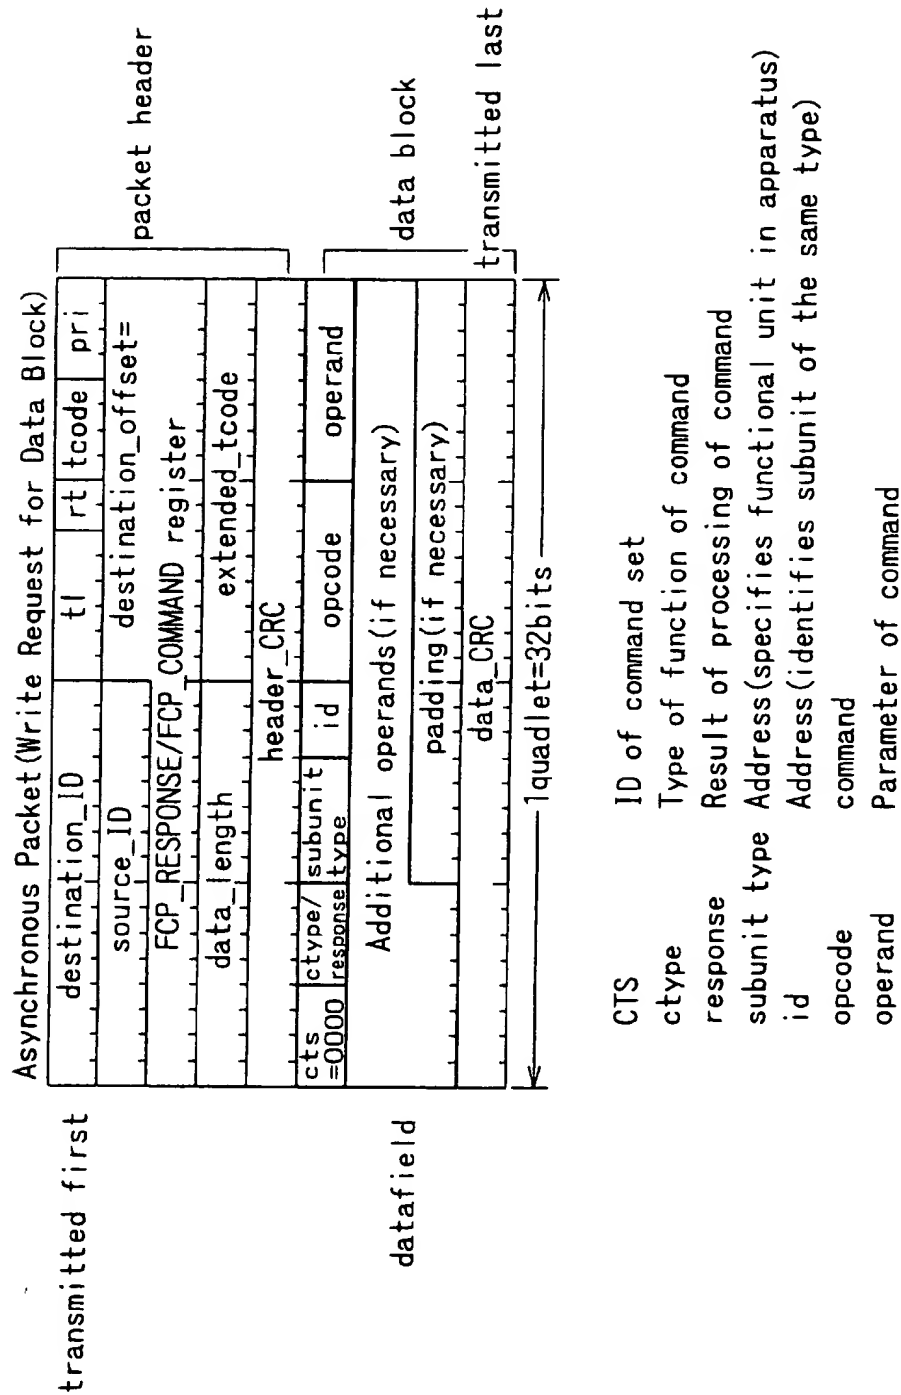 Asynchronous Packet(Write Request for Data Block)
transmitted first
destination_ID tl rt tcode pri
source_ID destination_offset=
FCP_RESPONSE/FCP_COMMAND register
data_length extended_tcode
header_CRC
packet header
datafield
cts =0000 ctype/ response subunit type id opcode operand
Additional operands(if necessary)
padding(if necessary)
data_CRC
data block
transmitted last
1quadlet=32bits
CTS ID of command set
ctype Type of function of command
response Result of processing of command
subunit type Address(specifies functional unit in apparatus)
id Address(identifies subunit of the same type)
opcode command
operand Parameter of command